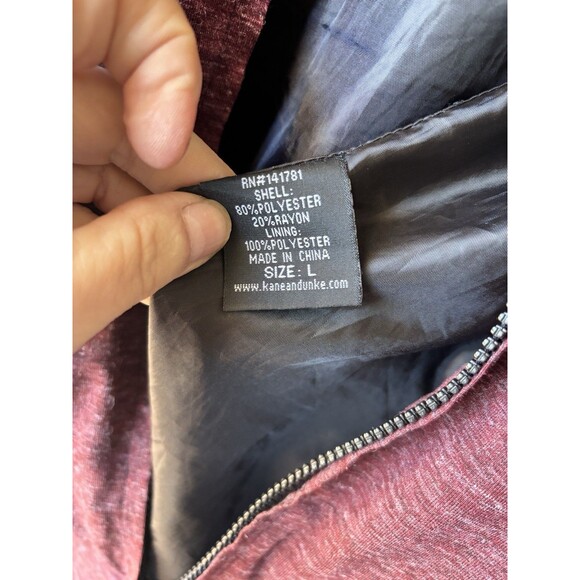 RN#141781
SHELL:
80%POLYESTER
20%RAYON
LINING:
100%POLYESTER
MADE IN CHINA
SIZE: L
www.kaneandunke.com